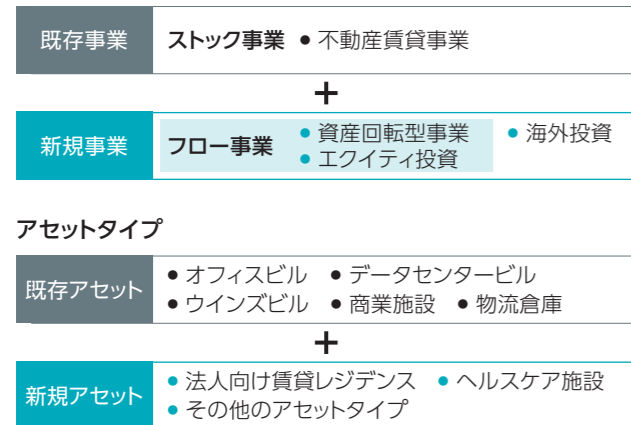 既存事業 ストック事業 ● 不動産賃貸事業
＋
新規事業 フロー事業 ● 資産回転型事業 ● 海外投資
● エクイティ投資
アセットタイプ
既存アセット ● オフィスビル ● データセンタービル
● ウインズビル ● 商業施設 ● 物流倉庫
＋
新規アセット ● 法人向け賃貸レジデンス ● ヘルスケア施設
● その他のアセットタイプ